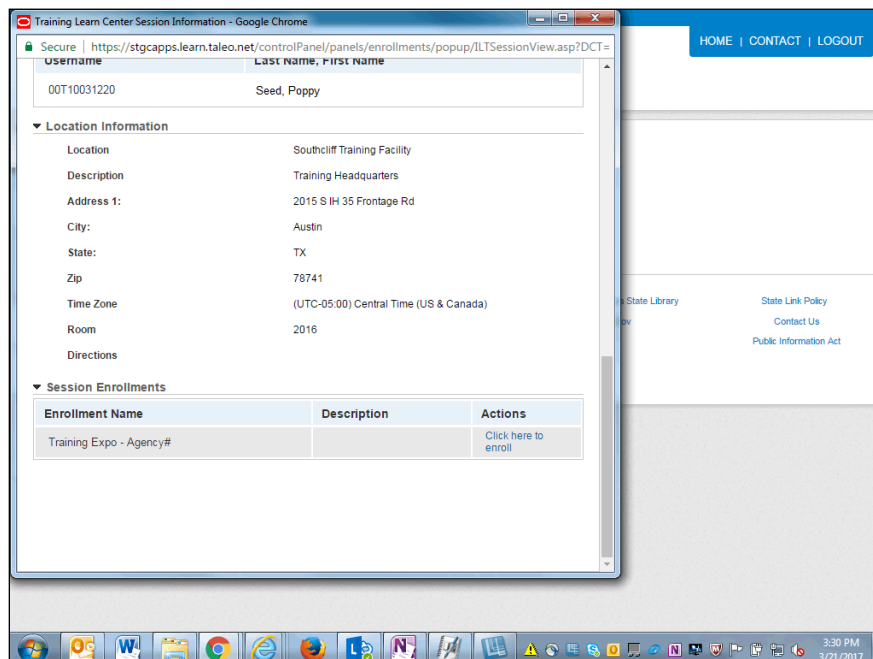 Training Learn Center Session Information - Google Chrome
Secure | https://stgcapps.learn.taleo.net/controlPanel/panels/enrollments/popup/ILTSessionView.asp?DCT=
HOME | CONTACT | LOGOUT
Username Last Name, First Name
00T10031220 Seed, Poppy
Location Information
Location Southcliff Training Facility
Description Training Headquarters
Address 1: 2015 S IH 35 Frontage Rd
City: Austin
State: TX
Zip 78741
Time Zone (UTC-05:00) Central Time (US & Canada)
Room 2016
Directions
Session Enrollments
Enrollment Name Description Actions
Training Expo - Agency# Click here to
enroll
State Library State Link Policy
ov Contact Us
Public Information Act
3:30 PM
3/21/2017